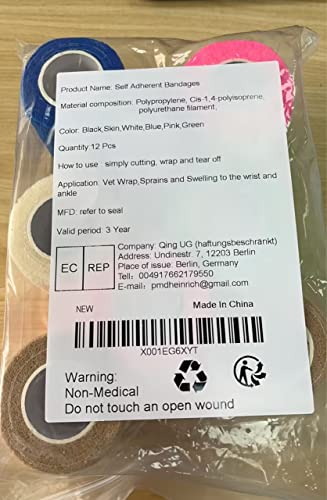 Product Name: Self Adherent Bandages
Material composition: Polypropylene, Cis-1,4-polyisoprene,
polyurethane filament
Color: Black,Skin,White,Blue,Pink,Green
Quantity:12 Pcs
How to use : simply cutting, wrap and tear off
Application: Vet Wrap,Sprains and Swelling to the wrist and
ankle
MFD: refer to seal
Valid period: 3 Year
EC REP
Company: Qing UG (haftungsbeschränkt)
Address: Undinestr. 7, 12203 Berlin
Place of issue: Berlin, Germany
Tell: 004917662179550
E-mail: pmdheinrich@gmail.com
NEW
Made In China
X001EG6XYT
Warning:
Non-Medical
Do not touch an open wound